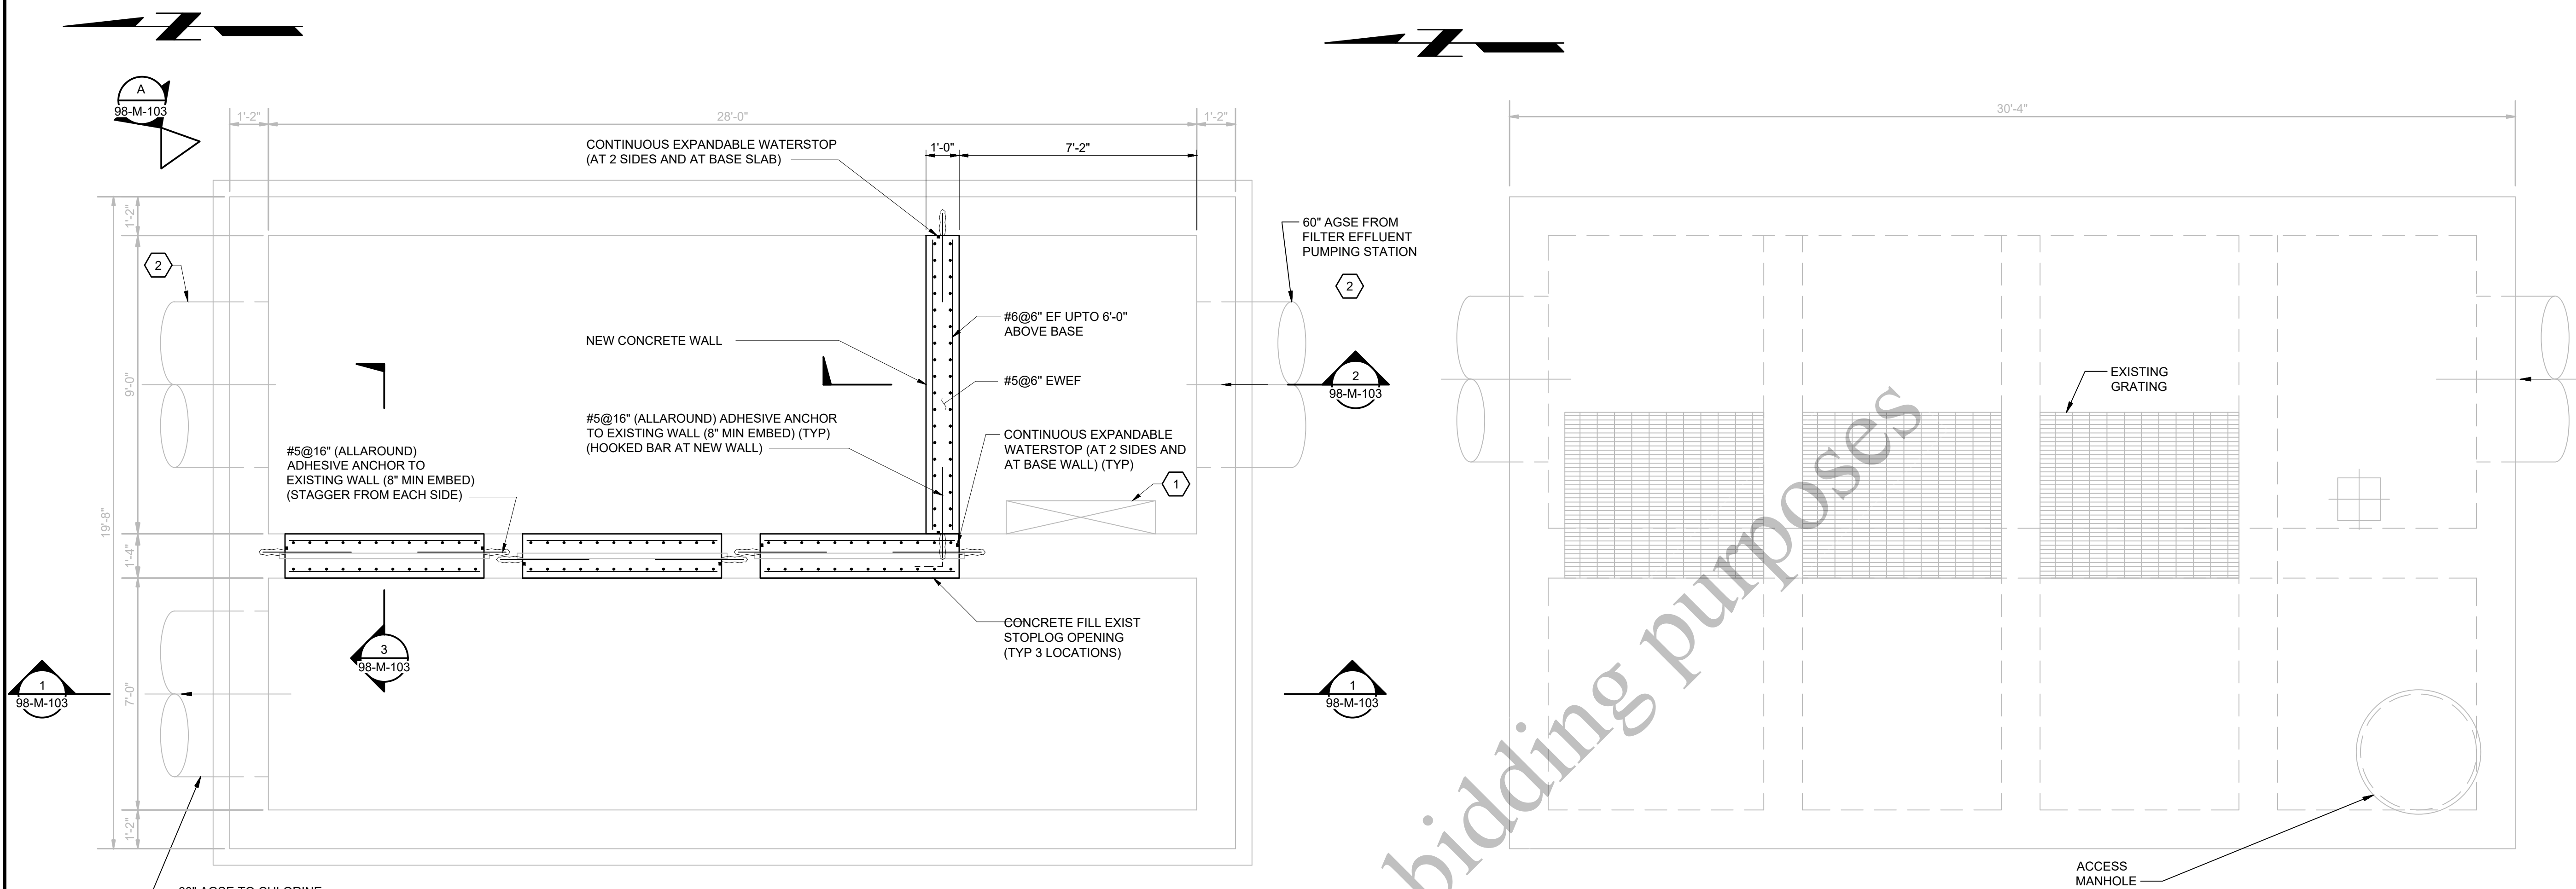 A
98-M-103
1'-2"
28'-0"
1'-2"
30'-4"
CONTINUOUS EXPANDABLE WATERSTOP
(AT 2 SIDES AND AT BASE SLAB)
1'-0"
7'-2"
1'-2"
9'-0"
19'-8"
1'-4"
7'-0"
1'-2"
2
60" AGSE FROM
FILTER EFFLUENT
PUMPING STATION
2
#6@6" EF UPTO 6'-0"
ABOVE BASE
NEW CONCRETE WALL
#5@6" EWEF
2
98-M-103
EXISTING
GRATING
#5@16" (ALLAROUND) ADHESIVE ANCHOR
TO EXISTING WALL (8" MIN EMBED) (TYP)
(HOOKED BAR AT NEW WALL)
CONTINUOUS EXPANDABLE
WATERSTOP (AT 2 SIDES AND
AT BASE WALL) (TYP)
#5@16" (ALLAROUND)
ADHESIVE ANCHOR TO
EXISTING WALL (8" MIN EMBED)
(STAGGER FROM EACH SIDE)
1
CONCRETE FILL EXIST
STOPLOG OPENING
(TYP 3 LOCATIONS)
3
98-M-103
1
98-M-103
1
98-M-103
bidding purposes
ACCESS
MANHOLE
AGSE TO CHLORINE